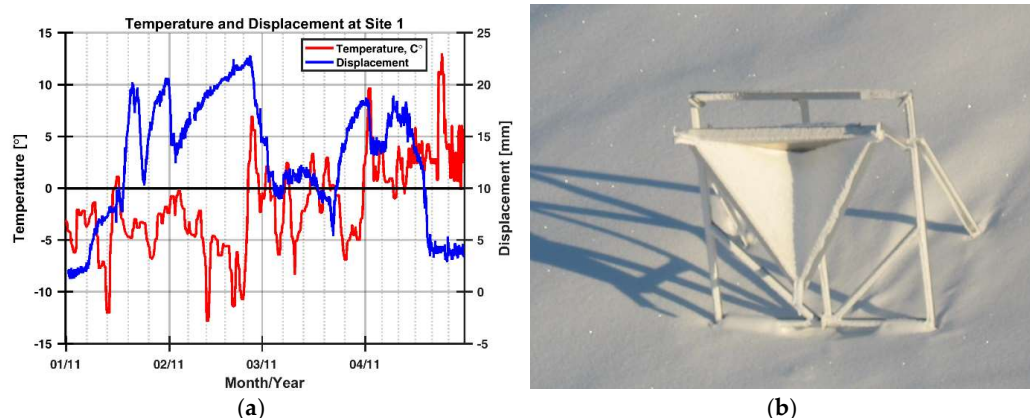 Temperature and Displacement at Site 1
Temperature, C°
Displacement
Temperature [°]
15
10
5
0
-5
-10
-15
Displacement [mm]
25
20
15
10
5
0
-5
01/11
02/11
03/11
04/11
Month/Year
(a)
(b)